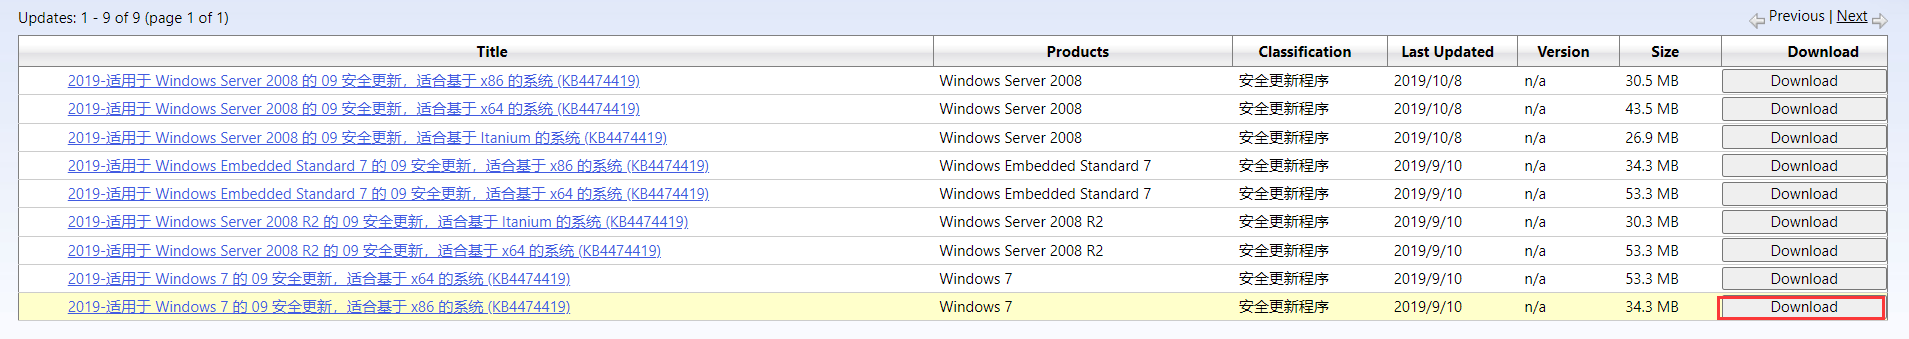 Updates: 1 - 9 of 9 (page 1 of 1) Previous | Next
Title Products Classification Last Updated Version Size Download
2019-适用于 Windows Server 2008 的 09 安全更新，适合基于 x86 的系统 (KB4474419) Windows Server 2008 安全更新程序 2019/10/8 n/a 30.5 MB Download
2019-适用于 Windows Server 2008 的 09 安全更新，适合基于 x64 的系统 (KB4474419) Windows Server 2008 安全更新程序 2019/10/8 n/a 43.5 MB Download
2019-适用于 Windows Server 2008 的 09 安全更新，适合基于 Itanium 的系统 (KB4474419) Windows Server 2008 安全更新程序 2019/10/8 n/a 26.9 MB Download
2019-适用于 Windows Embedded Standard 7 的 09 安全更新，适合基于 x86 的系统 (KB4474419) Windows Embedded Standard 7 安全更新程序 2019/9/10 n/a 34.3 MB Download
2019-适用于 Windows Embedded Standard 7 的 09 安全更新，适合基于 x64 的系统 (KB4474419) Windows Embedded Standard 7 安全更新程序 2019/9/10 n/a 53.3 MB Download
2019-适用于 Windows Server 2008 R2 的 09 安全更新，适合基于 Itanium 的系统 (KB4474419) Windows Server 2008 R2 安全更新程序 2019/9/10 n/a 30.3 MB Download
2019-适用于 Windows Server 2008 R2 的 09 安全更新，适合基于 x64 的系统 (KB4474419) Windows Server 2008 R2 安全更新程序 2019/9/10 n/a 53.3 MB Download
2019-适用于 Windows 7 的 09 安全更新，适合基于 x64 的系统 (KB4474419) Windows 7 安全更新程序 2019/9/10 n/a 53.3 MB Download
2019-适用于 Windows 7 的 09 安全更新，适合基于 x86 的系统 (KB4474419) Windows 7 安全更新程序 2019/9/10 n/a 34.3 MB Download